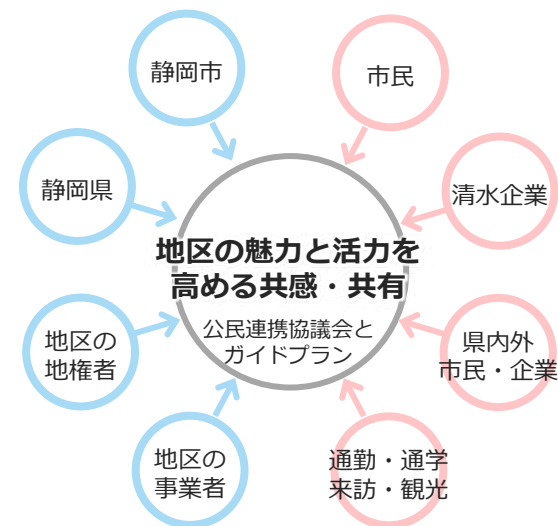 静岡市
市民
静岡県
清水企業
地区の魅力と活力を
高める共感・共有
公民連携協議会と
ガイドプラン
地区の
地権者
県内外
市民・企業
地区の
事業者
通勤・通学
来訪・観光